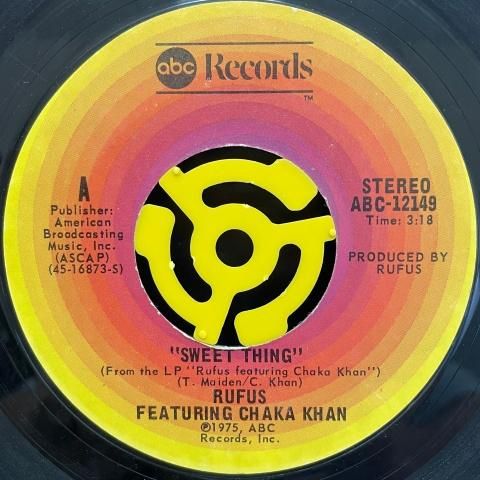 abc Records
™
A
Publisher:
American
Broadcasting
Music, Inc.
(ASCAP)
(45-16873-S)
STEREO
ABC-12149
Time: 3:18
PRODUCED BY
RUFUS
"SWEET THING"
(From the LP "Rufus featuring Chaka Khan")
(T. Maiden/C. Khan)
RUFUS
FEATURING CHAKA KHAN
℗1975, ABC
Records, Inc.